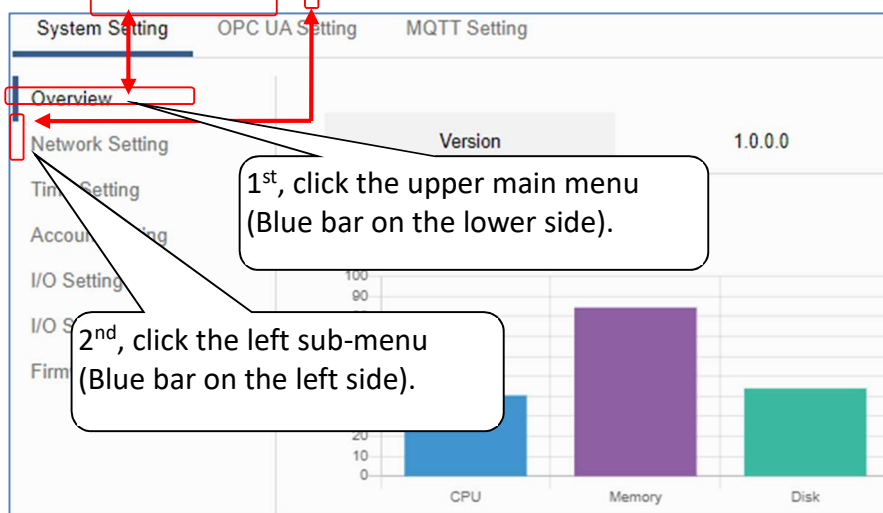 System Setting OPC UA Setting MQTT Setting
Overview
Version 1.0.0.0
Network Setting
1st, click the upper main menu
(Blue bar on the lower side).
Setting
I/O Setting
I/O
2nd, click the left sub-menu
(Blue bar on the left side).
100
90
20
10
0
CPU Memory Disk